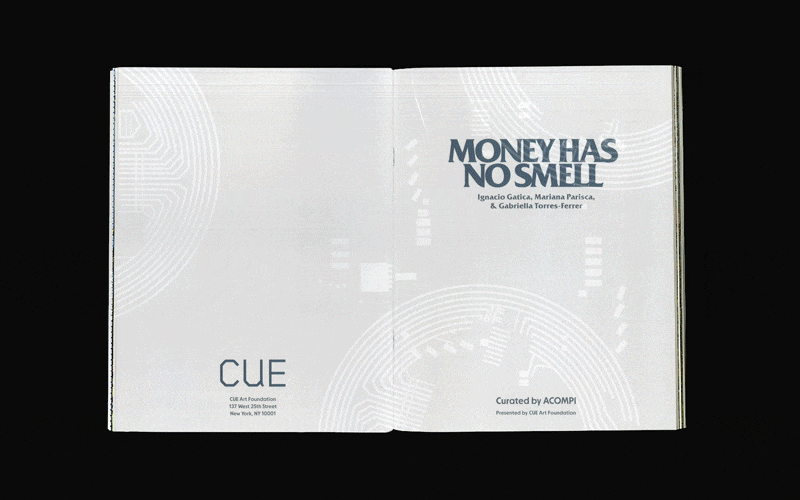 CUE
CUE Art Foundation
137 West 25th Street
New York, NY 10001
MONEY HAS
NO SMELL
Ignacio Gatica, Mariana Parisca,
& Gabriella Torres-Ferrer
Curated by ACOMPI
Presented by CUE Art Foundation